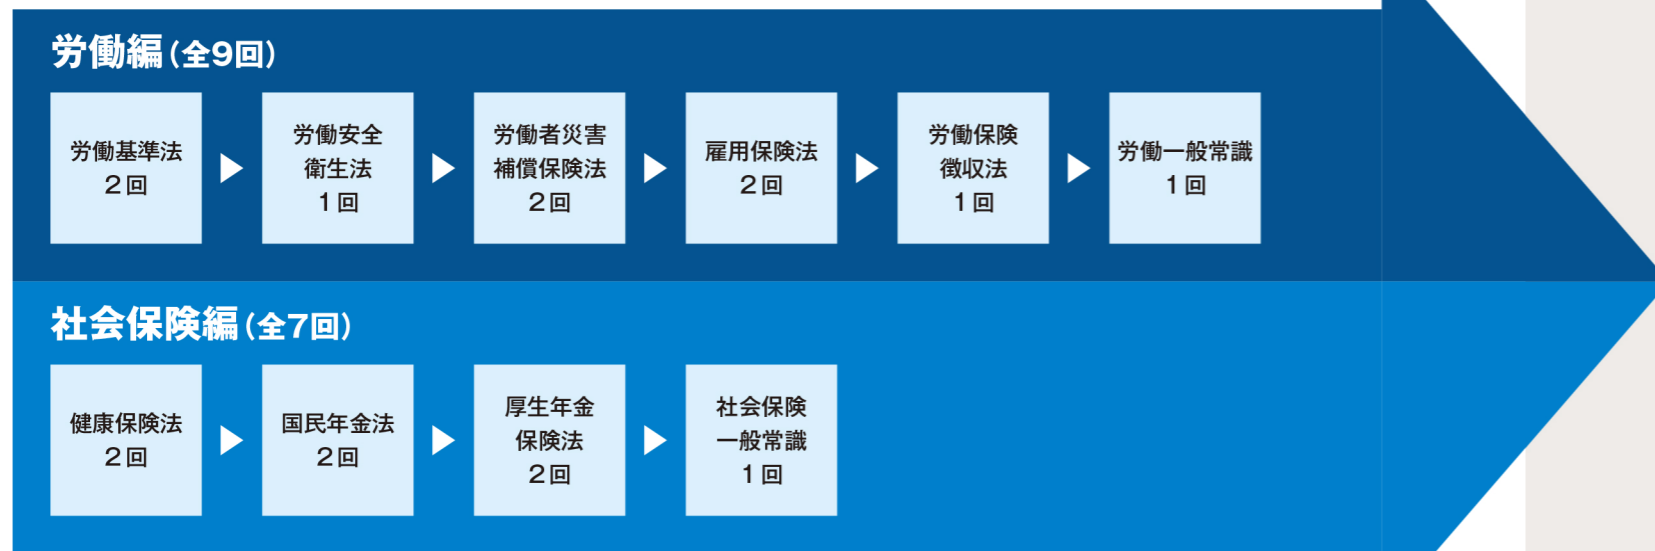 労働編（全9回）
労働基準法
2回
労働安全
衛生法
1回
労働者災害
補償保険法
2回
雇用保険法
2回
労働保険
徴収法
1回
労働一般常識
1回
社会保険編（全7回）
健康保険法
2回
国民年金法
2回
厚生年金
保険法
2回
社会保険
一般常識
1回